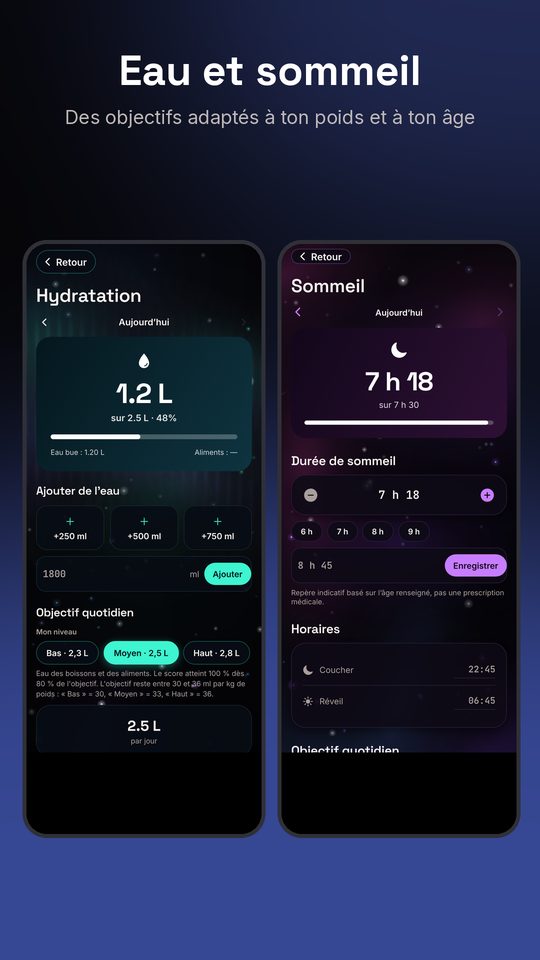 Eau et sommeil
Des objectifs adaptés à ton poids et à ton âge
Retour
Hydratation
Aujourd'hui
1.2 L
sur 2.5 L · 48%
Eau bue : 1.20 L
Aliments : —
Ajouter de l'eau
+
+250 ml
+
+500 ml
+
+750 ml
1800
ml
Ajouter
Objectif quotidien
Mon niveau
Bas · 2,3 L
Moyen · 2,5 L
Haut · 2,8 L
Eau des boissons et des aliments. Le score atteint 100 % dès
80 % de l'objectif. L'objectif reste entre 30 et 36 ml par kg de
poids : « Bas » = 30, « Moyen » = 33, « Haut » = 36.
2.5 L
par jour
Retour
Sommeil
Aujourd'hui
7 h 18
sur 7 h 30
Durée de sommeil
7 h 18
6 h
7 h
8 h
9 h
8 h 45
Enregistrer
Repère indicatif basé sur l'âge renseigné, pas une prescription
médicale.
Horaires
Coucher
22:45
Réveil
06:45
Objectif quotidien